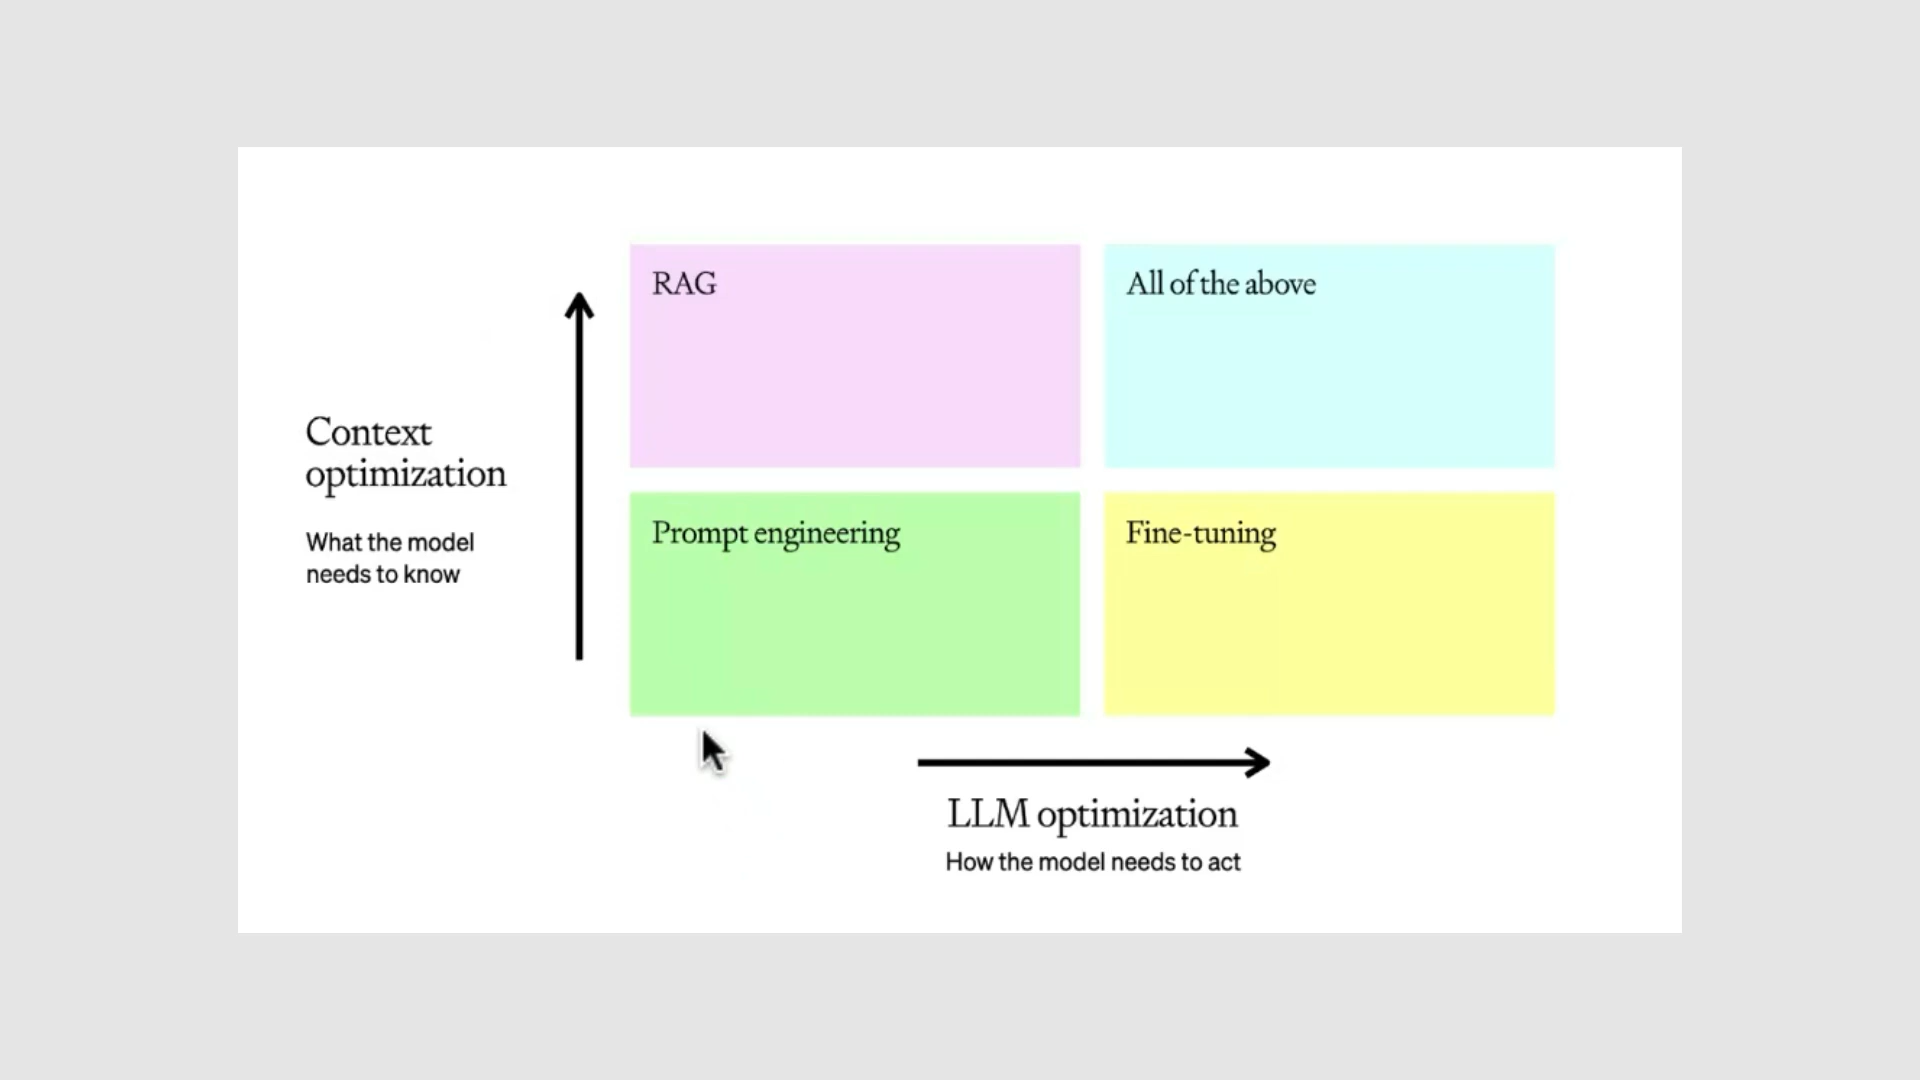 RAG
All of the above
Context
optimization
What the model
needs to know
Prompt engineering
Fine-tuning
LLM optimization
How the model needs to act